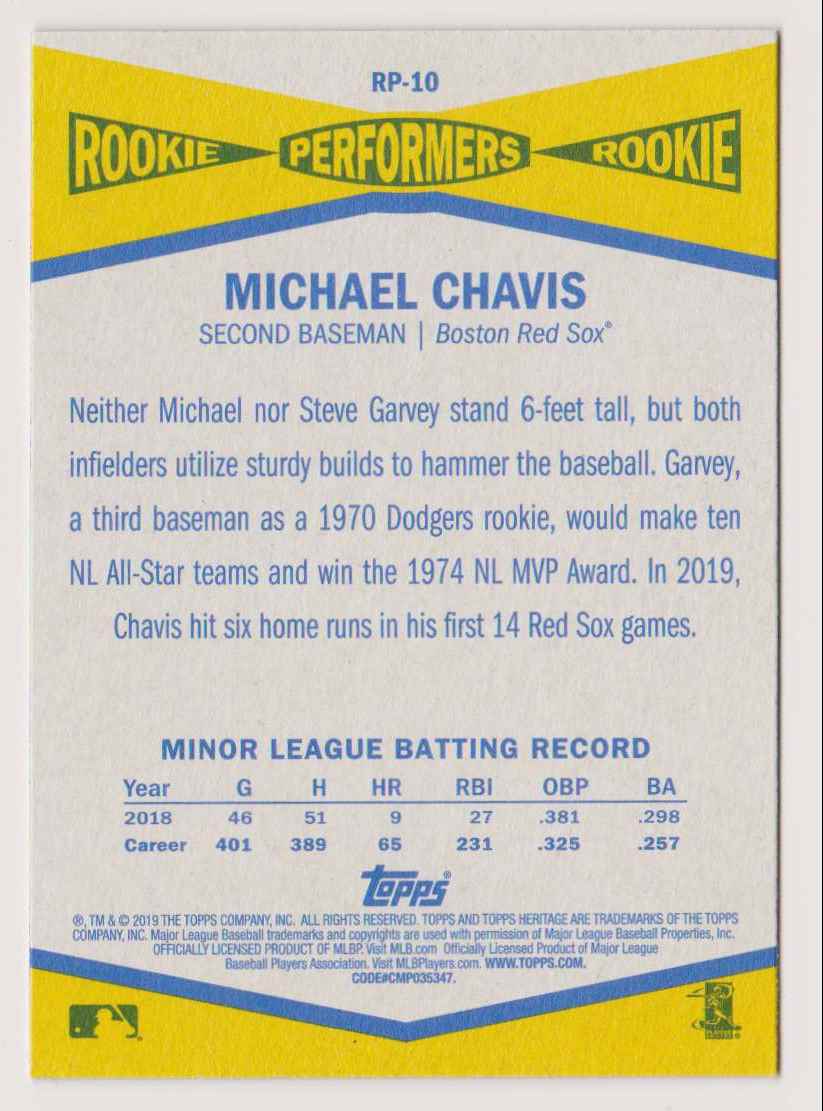 RP-10
ROOKIE PERFORMERS ROOKIE
MICHAEL CHAVIS
SECOND BASEMAN | Boston Red Sox®
Neither Michael nor Steve Garvey stand 6-feet tall, but both
infielders utilize sturdy builds to hammer the baseball. Garvey,
a third baseman as a 1970 Dodgers rookie, would make ten
NL All-Star teams and win the 1974 NL MVP Award. In 2019,
Chavis hit six home runs in his first 14 Red Sox games.
MINOR LEAGUE BATTING RECORD
Year G H HR RBI OBP BA
2018 46 51 9 27 .381 .298
Career 401 389 65 231 .325 .257
Topps®
®, TM & © 2019 THE TOPPS COMPANY, INC. ALL RIGHTS RESERVED. TOPPS AND TOPPS HERITAGE ARE TRADEMARKS OF THE TOPPS
COMPANY, INC. Major League Baseball trademarks and copyrights are used with permission of Major League Baseball Properties, Inc.
OFFICIALLY LICENSED PRODUCT OF MLBP. Visit MLB.com Officially Licensed Product of Major League
Baseball Players Association. Visit MLBPlayers.com. WWW.TOPPS.COM.
CODE#CMP035347.